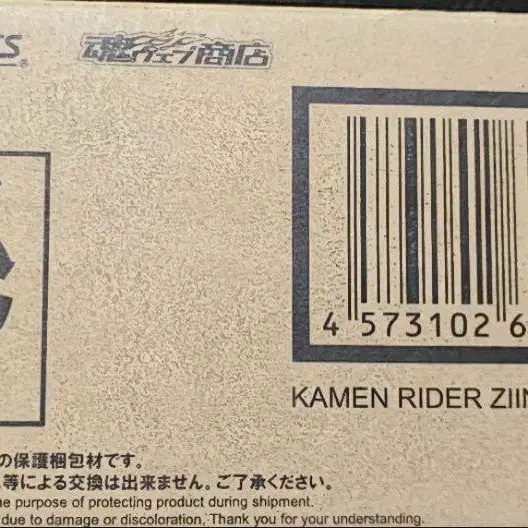 CS® 魂ウェブ商店
4 573102 6
KAMEN RIDER ZIIN
の保護梱包材です。
等による交換は出来ません。ご了承ください。
e purpose of protecting product during shipment.
due to damage or discoloration, Thank you for your understanding.